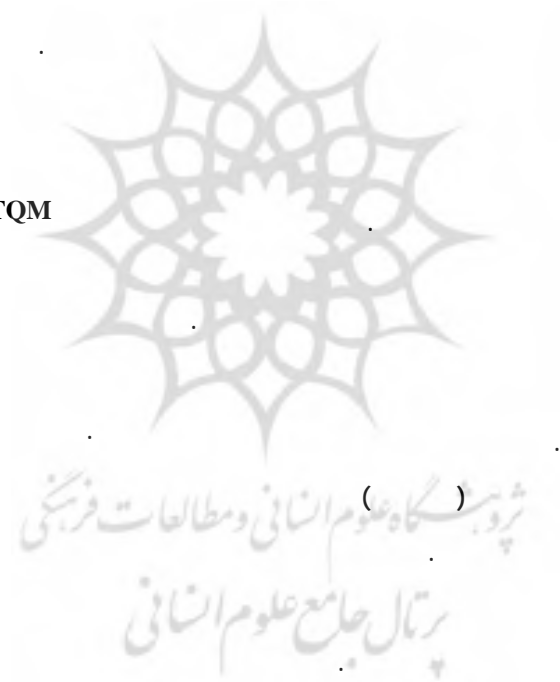 TQM
( )
پژوهشگاه علوم انسانی و مطالعات فرهنگی
پرتال جامع علوم انسانی